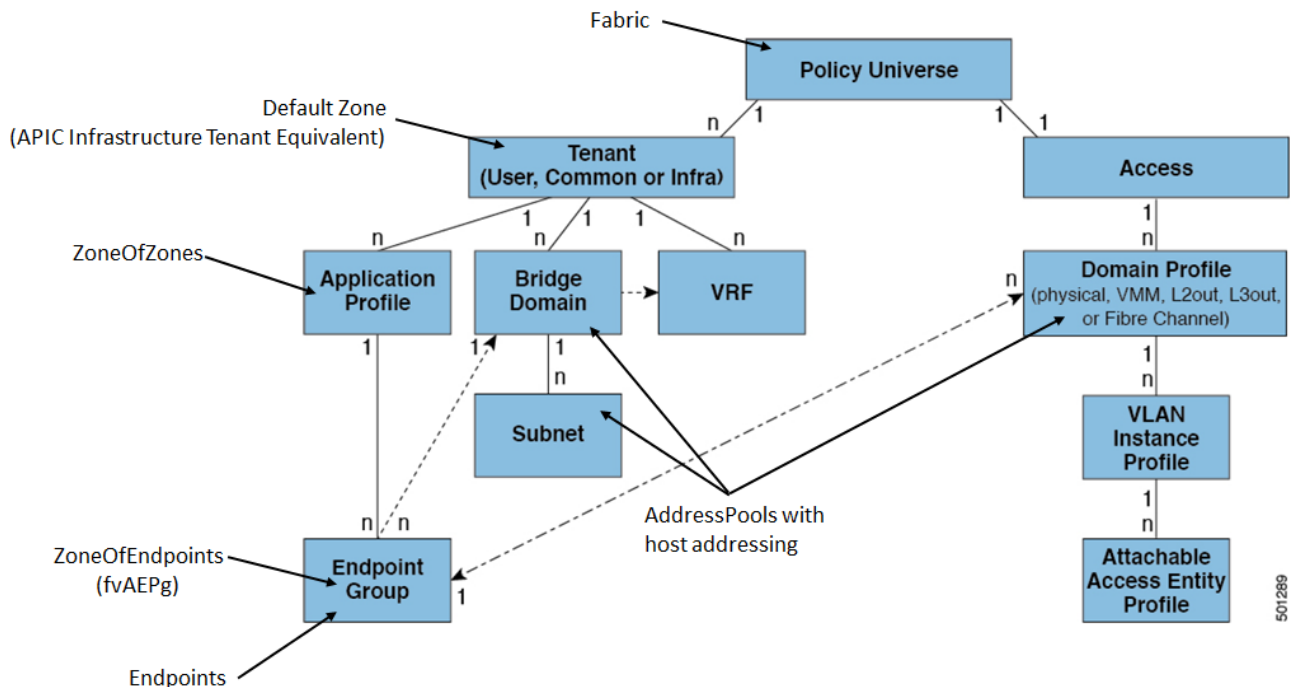 Fabric
Policy Universe
Default Zone
(APIC Infrastructure Tenant Equivalent)
n
1
1
1
Tenant
(User, Common or Infra)
Access
1
1
1
1
n
n
n
n
ZoneOfZones
Application
Profile
Bridge
Domain
VRF
n
Domain Profile
(physical, VMM, L2out, L3out,
or Fibre Channel)
1
1
1
1
n
n
Subnet
VLAN
Instance
Profile
AddressPools with
host addressing
1
n
n
n
ZoneOfEndpoints
(fvAEPg)
Endpoint
Group
1
Attachable
Access Entity
Profile
501289
Endpoints